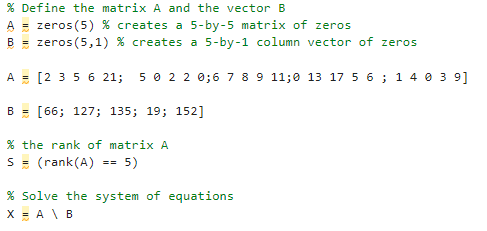 % Define the matrix A and the vector B
A = zeros(5) % creates a 5-by-5 matrix of zeros
B = zeros(5,1) % creates a 5-by-1 column vector of zeros
A = [2 3 5 6 21;  5 0 2 2 0;6 7 8 9 11;0 13 17 5 6 ; 1 4 0 3 9]
B = [66; 127; 135; 19; 152]
% the rank of matrix A
S = (rank(A) == 5)
% Solve the system of equations
X = A \ B